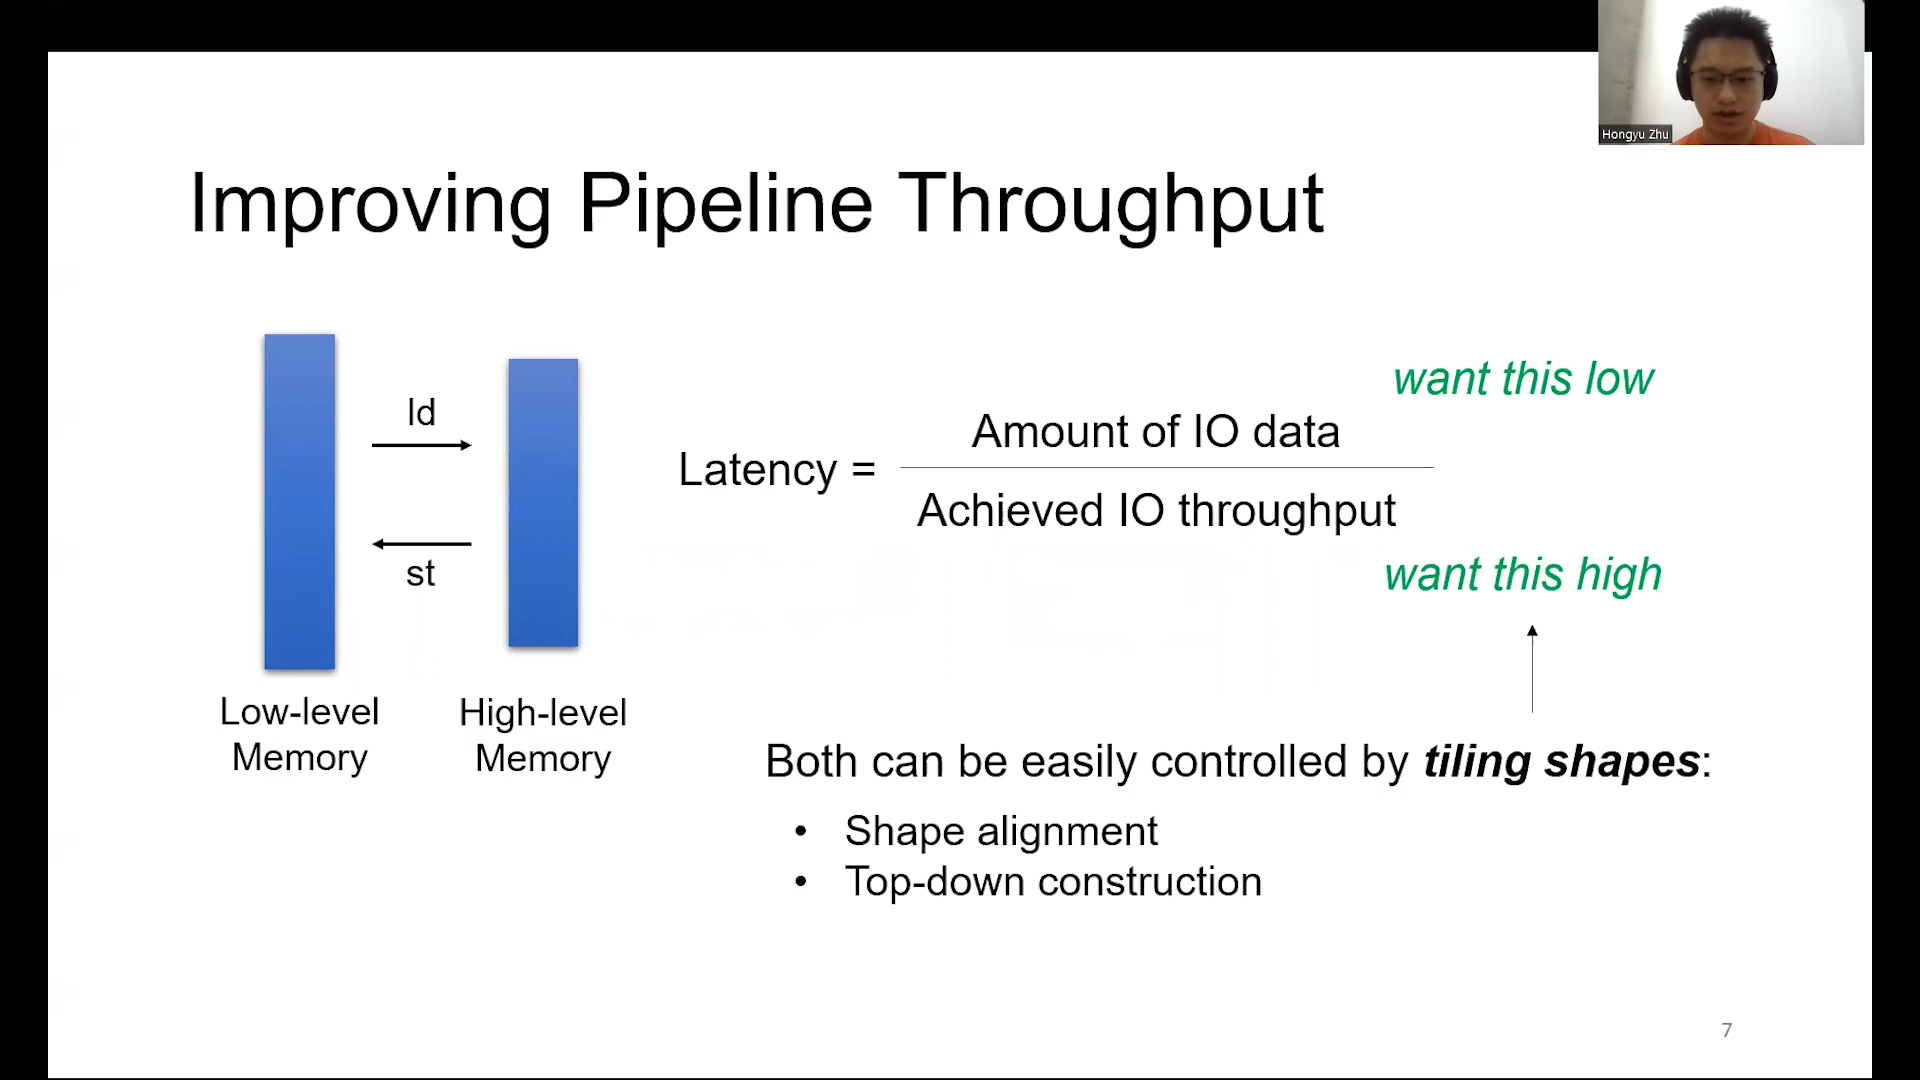 Hongyu Zhu
Improving Pipeline Throughput
ld
st
Low-level
Memory
High-level
Memory
want this low
Latency =
Amount of IO data
Achieved IO throughput
want this high
Both can be easily controlled by tiling shapes:
• Shape alignment
• Top-down construction
7